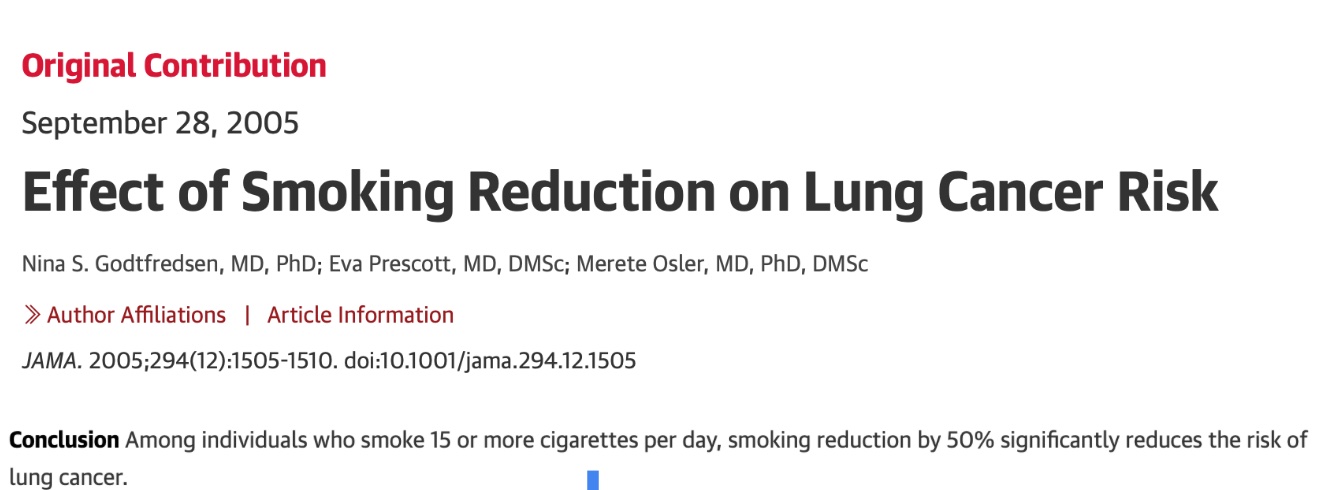 Original Contribution
September 28, 2005
Effect of Smoking Reduction on Lung Cancer Risk
Nina S. Godtfredsen, MD, PhD; Eva Prescott, MD, DMSc; Merete Osler, MD, PhD, DMSc
Author Affiliations | Article Information
JAMA. 2005;294(12):1505-1510. doi:10.1001/jama.294.12.1505
Conclusion Among individuals who smoke 15 or more cigarettes per day, smoking reduction by 50% significantly reduces the risk of
lung cancer.